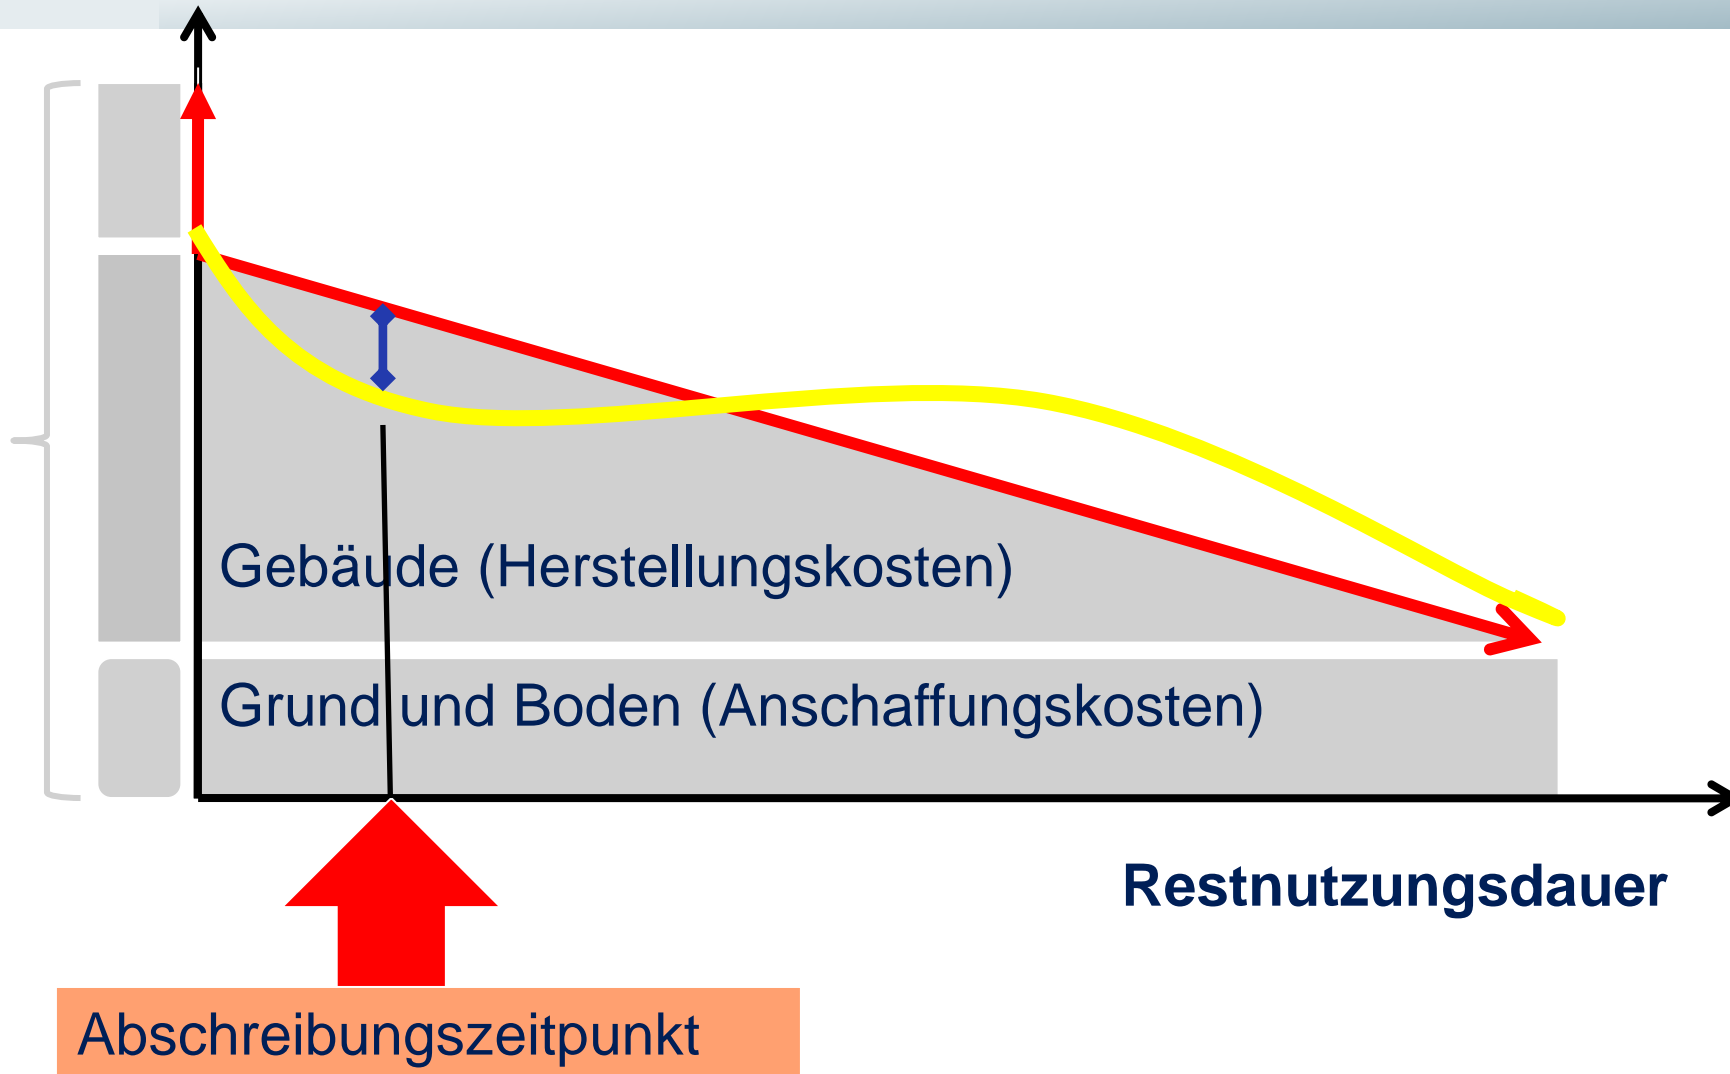 Gebäude (Herstellungskosten)
Grund und Boden (Anschaffungskosten)
Restnutzungsdauer
Abschreibungszeitpunkt